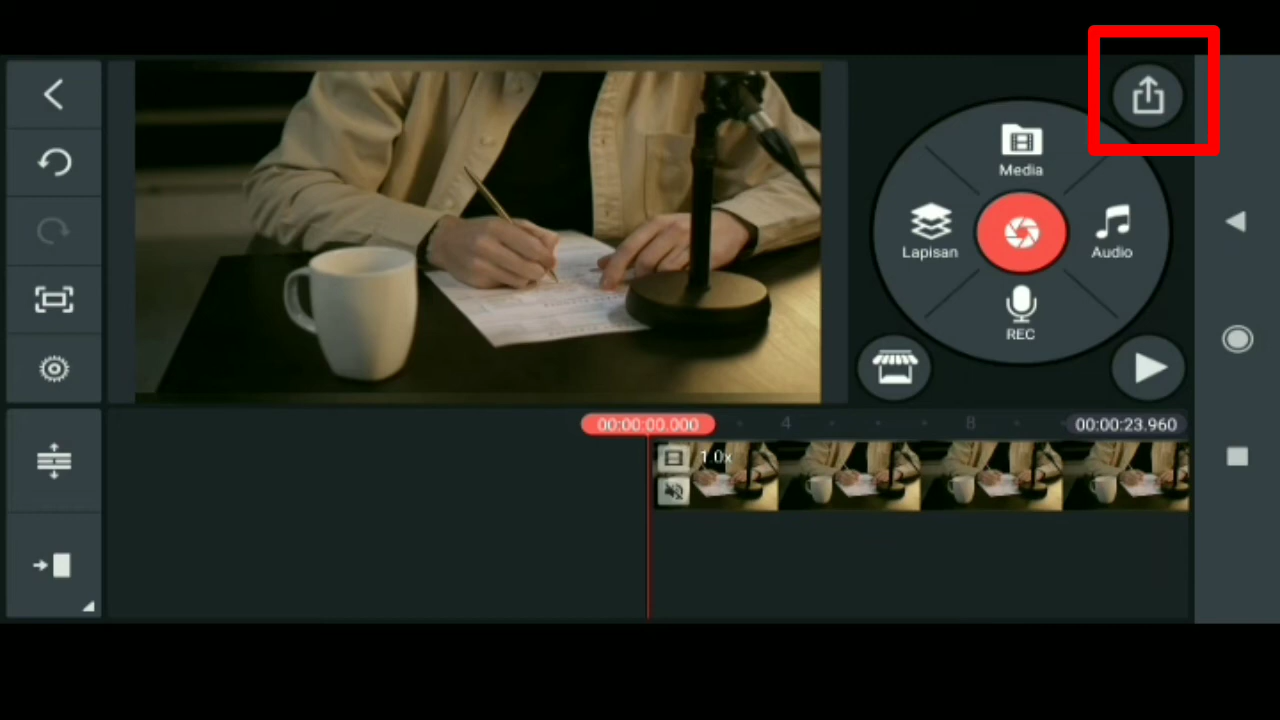 Media
Lapisan
Audio
REC
00:00:00.000
4
8
00:00:23.960
1.0x